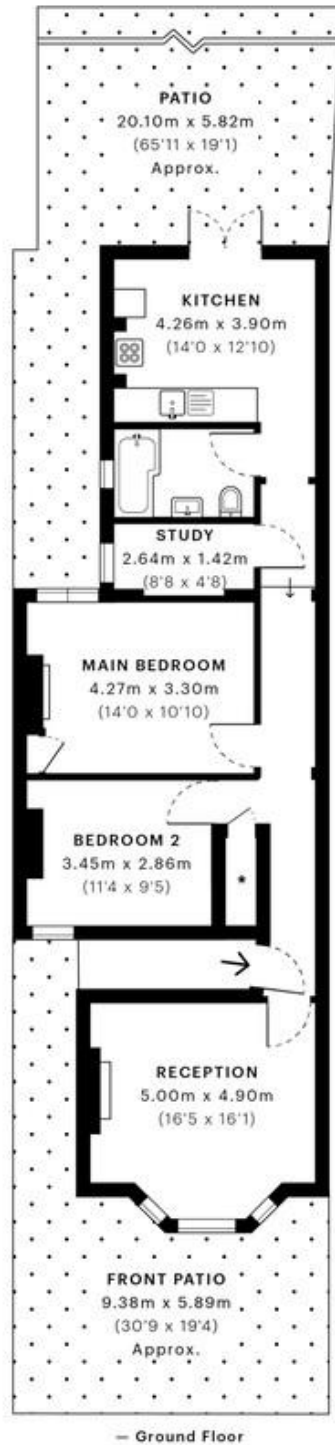 PATIO
20.10m x 5.82m
(65'11 x 19'1)
Approx.
KITCHEN
4.26m x 3.90m
(14'0 x 12'10)
STUDY
2.64m x 1.42m
(8'8 x 4'8)
MAIN BEDROOM
4.27m x 3.30m
(14'0 x 10'10)
BEDROOM 2
3.45m x 2.86m
(11'4 x 9'5)
*
RECEPTION
5.00m x 4.90m
(16'5 x 16'1)
FRONT PATIO
9.38m x 5.89m
(30'9 x 19'4)
Approx.
— Ground Floor